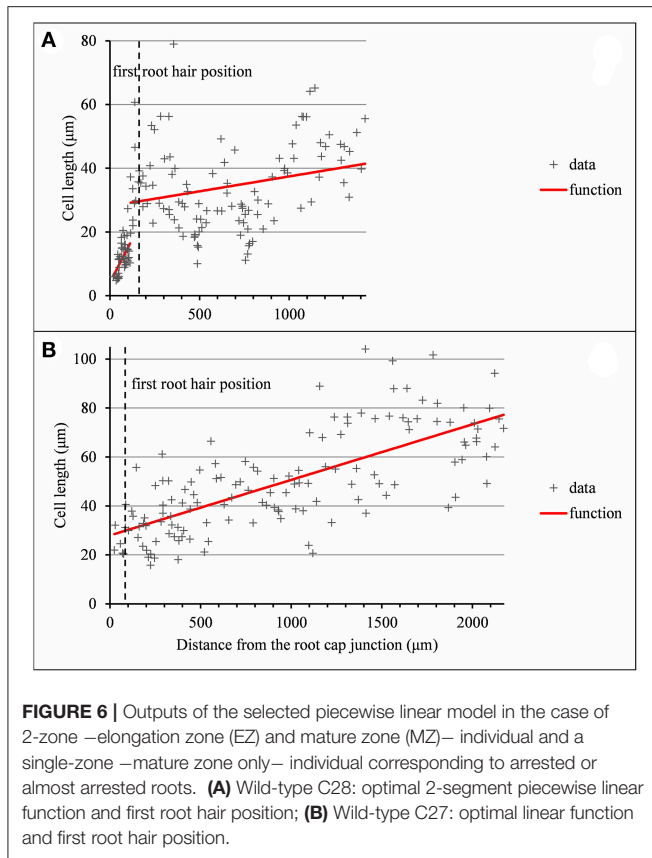 A
80
60
40
20
0
Cell length (μm)
first root hair position
500
1000
data
function
B
100
80
60
40
20
0
Cell length (μm)
first root hair position
0
500
1000
1500
2000
Distance from the root cap junction (μm)
data
function
FIGURE 6 | Outputs of the selected piecewise linear model in the case of
2-zone −elongation zone (EZ) and mature zone (MZ)− individual and a
single-zone −mature zone only− individual corresponding to arrested or
almost arrested roots. (A) Wild-type C28: optimal 2-segment piecewise linear
function and first root hair position; (B) Wild-type C27: optimal linear function
and first root hair position.